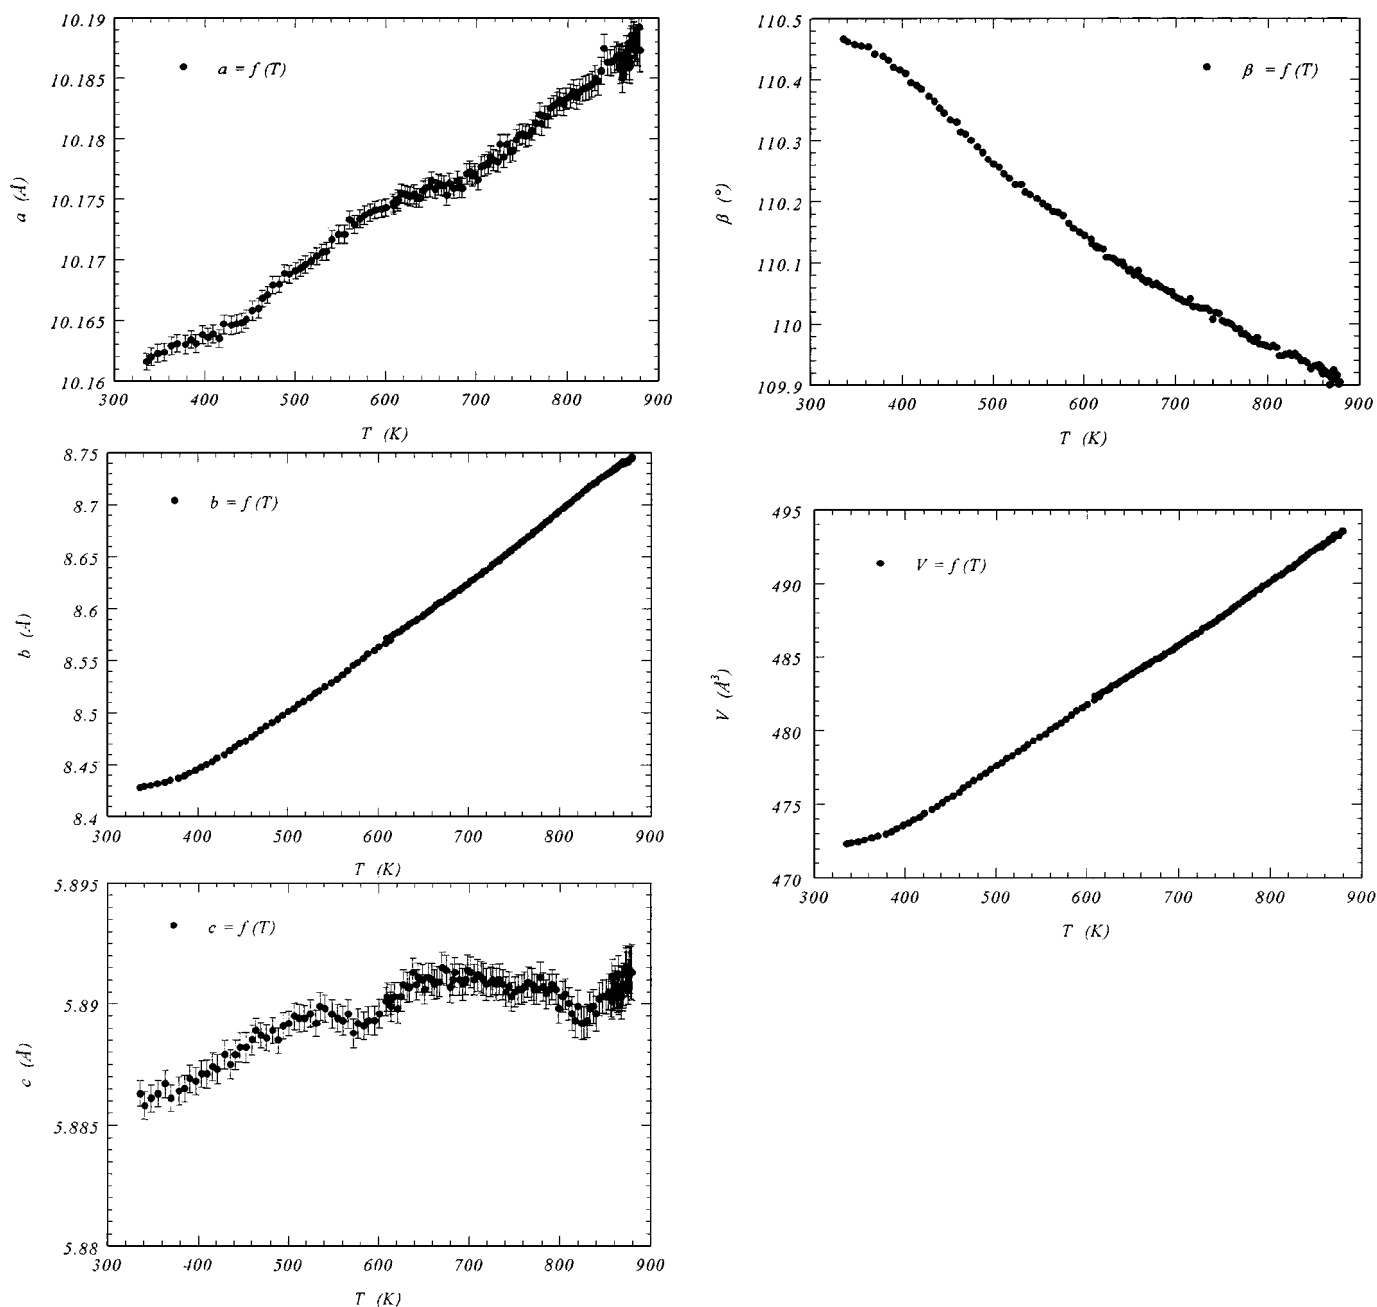 10.19
10.185
10.18
10.175
10.17
10.165
10.16
a (Å)
a = f (T)
300 400 500 600 700 800 900
T (K)
110.5
110.4
110.3
110.2
110.1
110
109.9
β (°)
β = f (T)
300 400 500 600 700 800 900
T (K)
8.75
8.7
8.65
8.6
8.55
8.5
8.45
8.4
b (Å)
b = f (T)
300 400 500 600 700 800 900
T (K)
495
490
485
480
475
470
V (Å³)
V = f (T)
300 400 500 600 700 800 900
T (K)
5.895
5.89
5.885
5.88
c (Å)
c = f (T)
300 400 500 600 700 800 900
T (K)